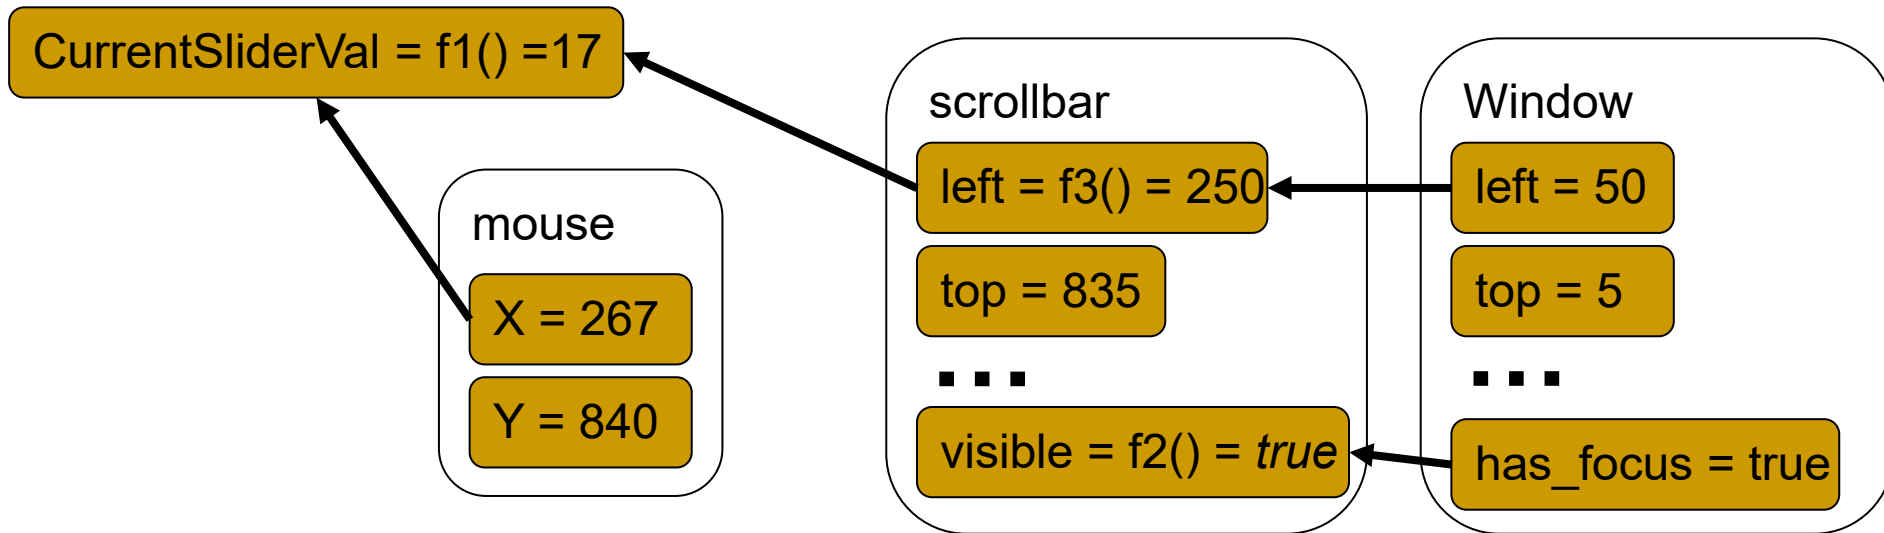 CurrentSliderVal = f1() =17
mouse
X = 267
Y = 840
scrollbar
left = f3() = 250
top = 835
...
visible = f2() = true
Window
left = 50
top = 5
...
has_focus = true